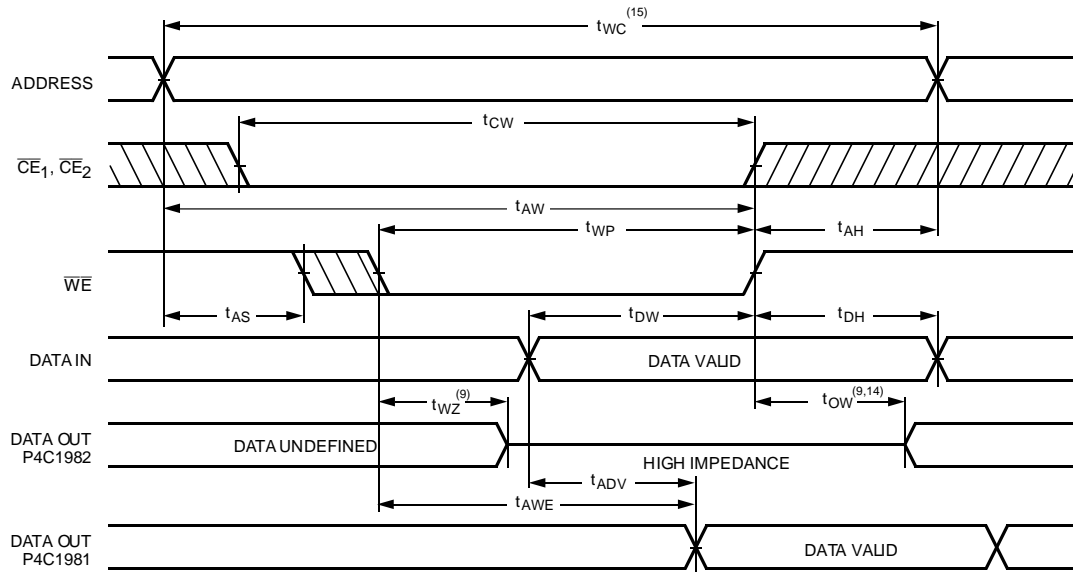 tWC (15)
ADDRESS
tCW
CE1, CE2
tAW
tWP
tAH
WE
tAS
tDW
tDH
DATA IN
DATA VALID
tWZ (9)
tOW (9,14)
DATA OUT
P4C1982
DATA UNDEFINED
HIGH IMPEDANCE
tADV
tAWE
DATA OUT
P4C1981
DATA VALID